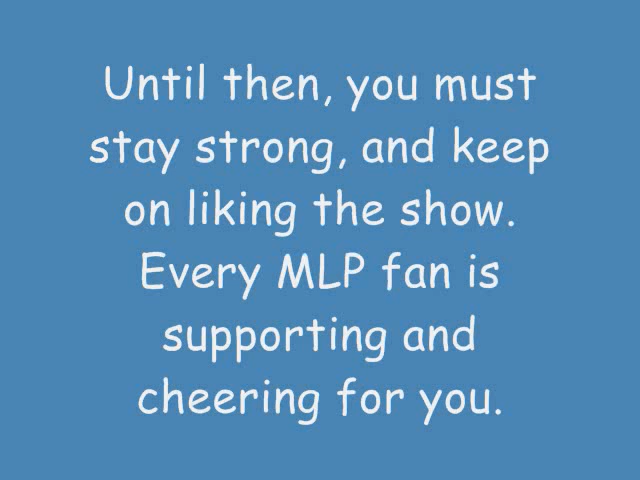 Until then, you must
stay strong, and keep
on liking the show.
Every MLP fan is
supporting and
cheering for you.